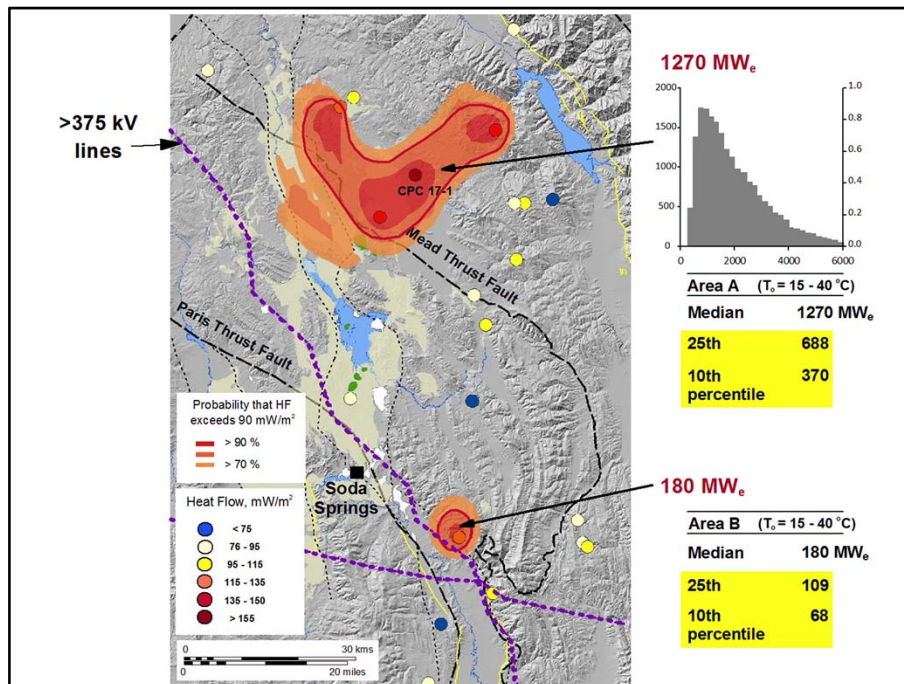 >375 kV
lines
CPC 17-1
Mead Thrust Fault
Paris Thrust Fault
Soda
Springs
Probability that HF
exceeds 90 mW/m²
> 90 %
> 70 %
Heat Flow, mW/m²
< 75
76 - 95
95 - 115
115 - 135
135 - 150
> 155
0 30 kms
0 20 miles
1270 MWe
2000
1500
1000
500
0
1.0
0.8
0.6
0.4
0.2
0.0
0 2000 4000 6000
Area A (To = 15 - 40 °C)
Median 1270 MWe
25th 688
10th 370
percentile
180 MWe
Area B (To = 15 - 40 °C)
Median 180 MWe
25th 109
10th 68
percentile